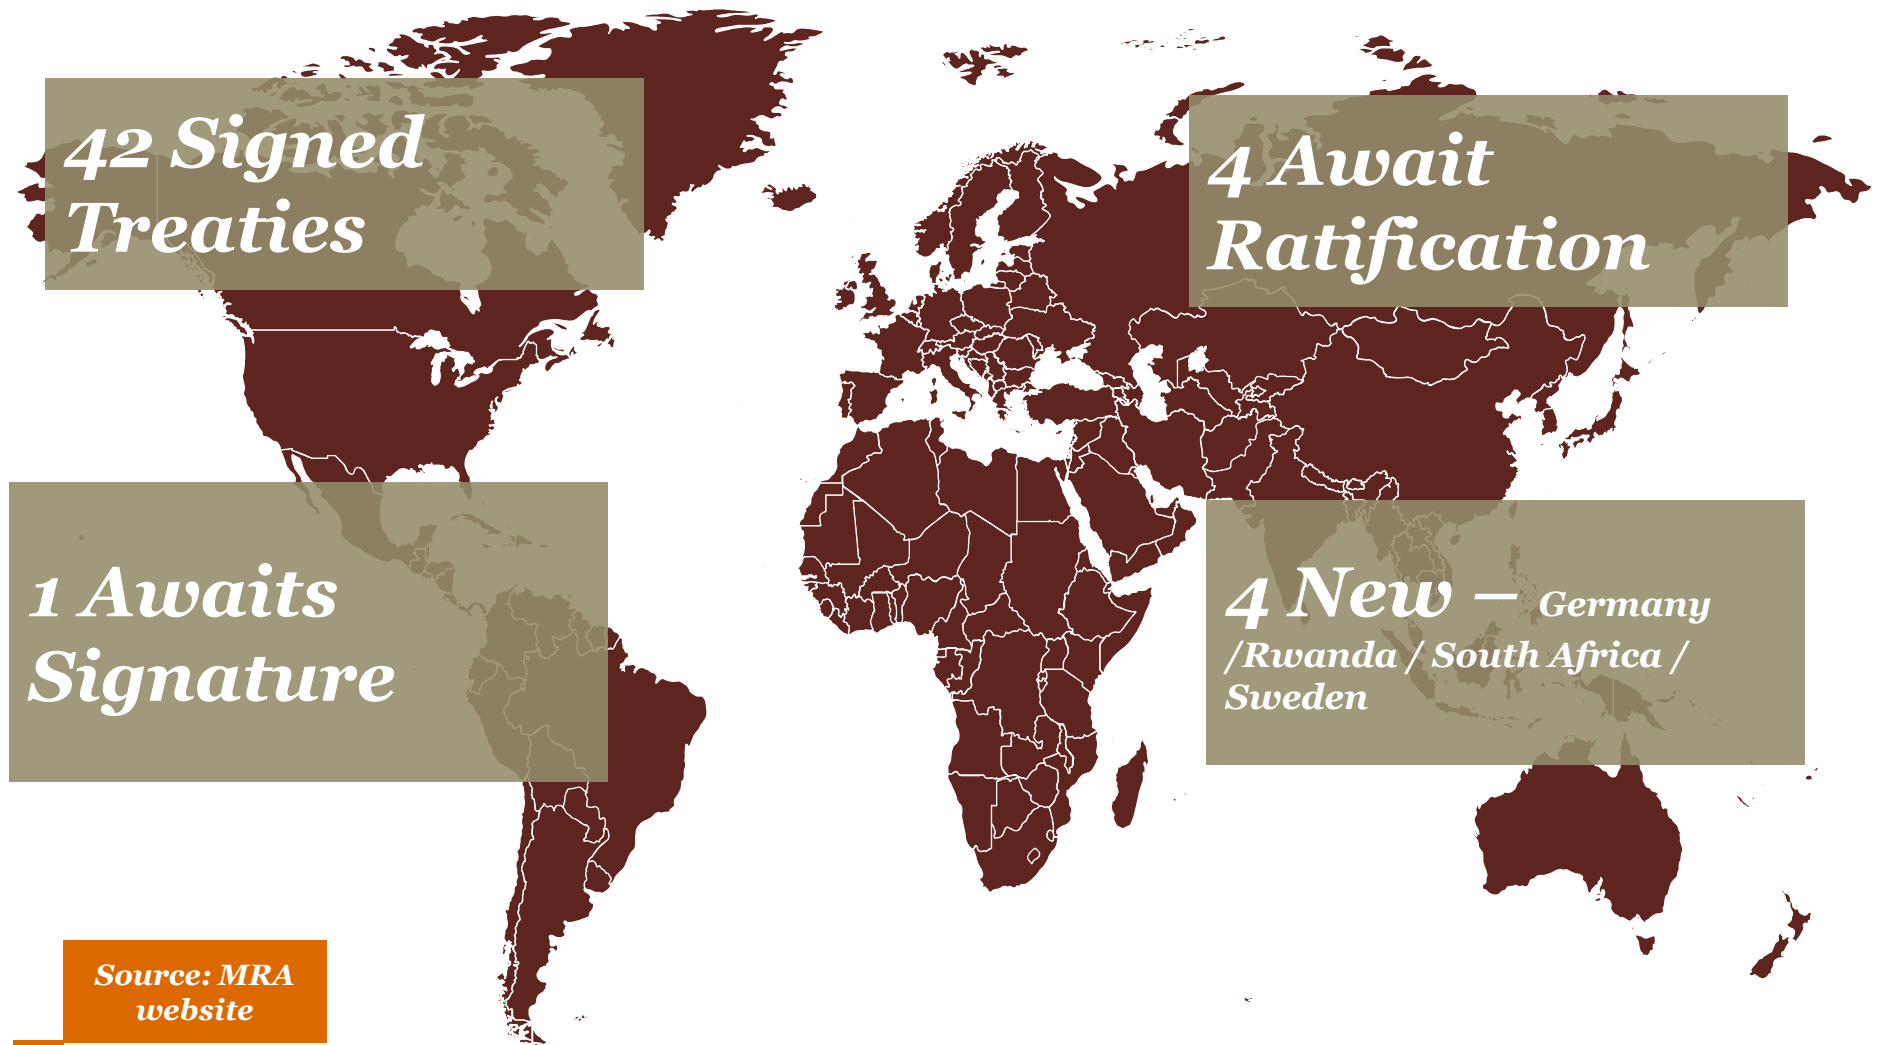 42 Signed
Treaties
4 Await
Ratification
1 Awaits
Signature
4 New – Germany
/Rwanda / South Africa /
Sweden
Source: MRA
website